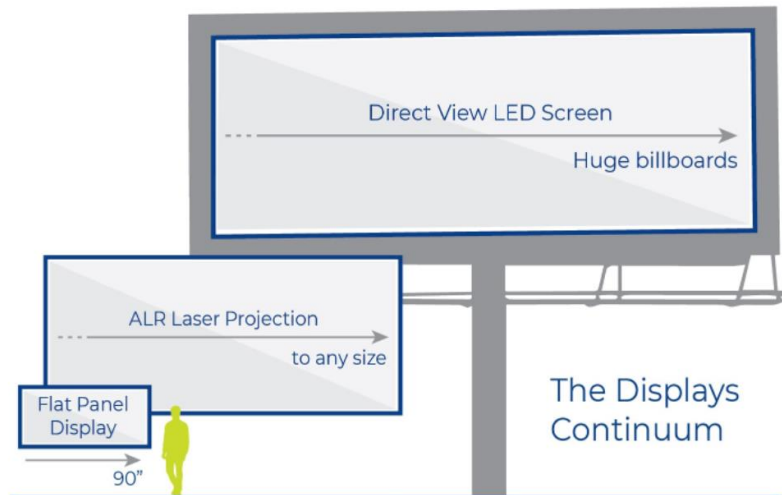 Direct View LED Screen
Huge billboards
ALR Laser Projection
to any size
Flat Panel
Display
90”
The Displays
Continuum